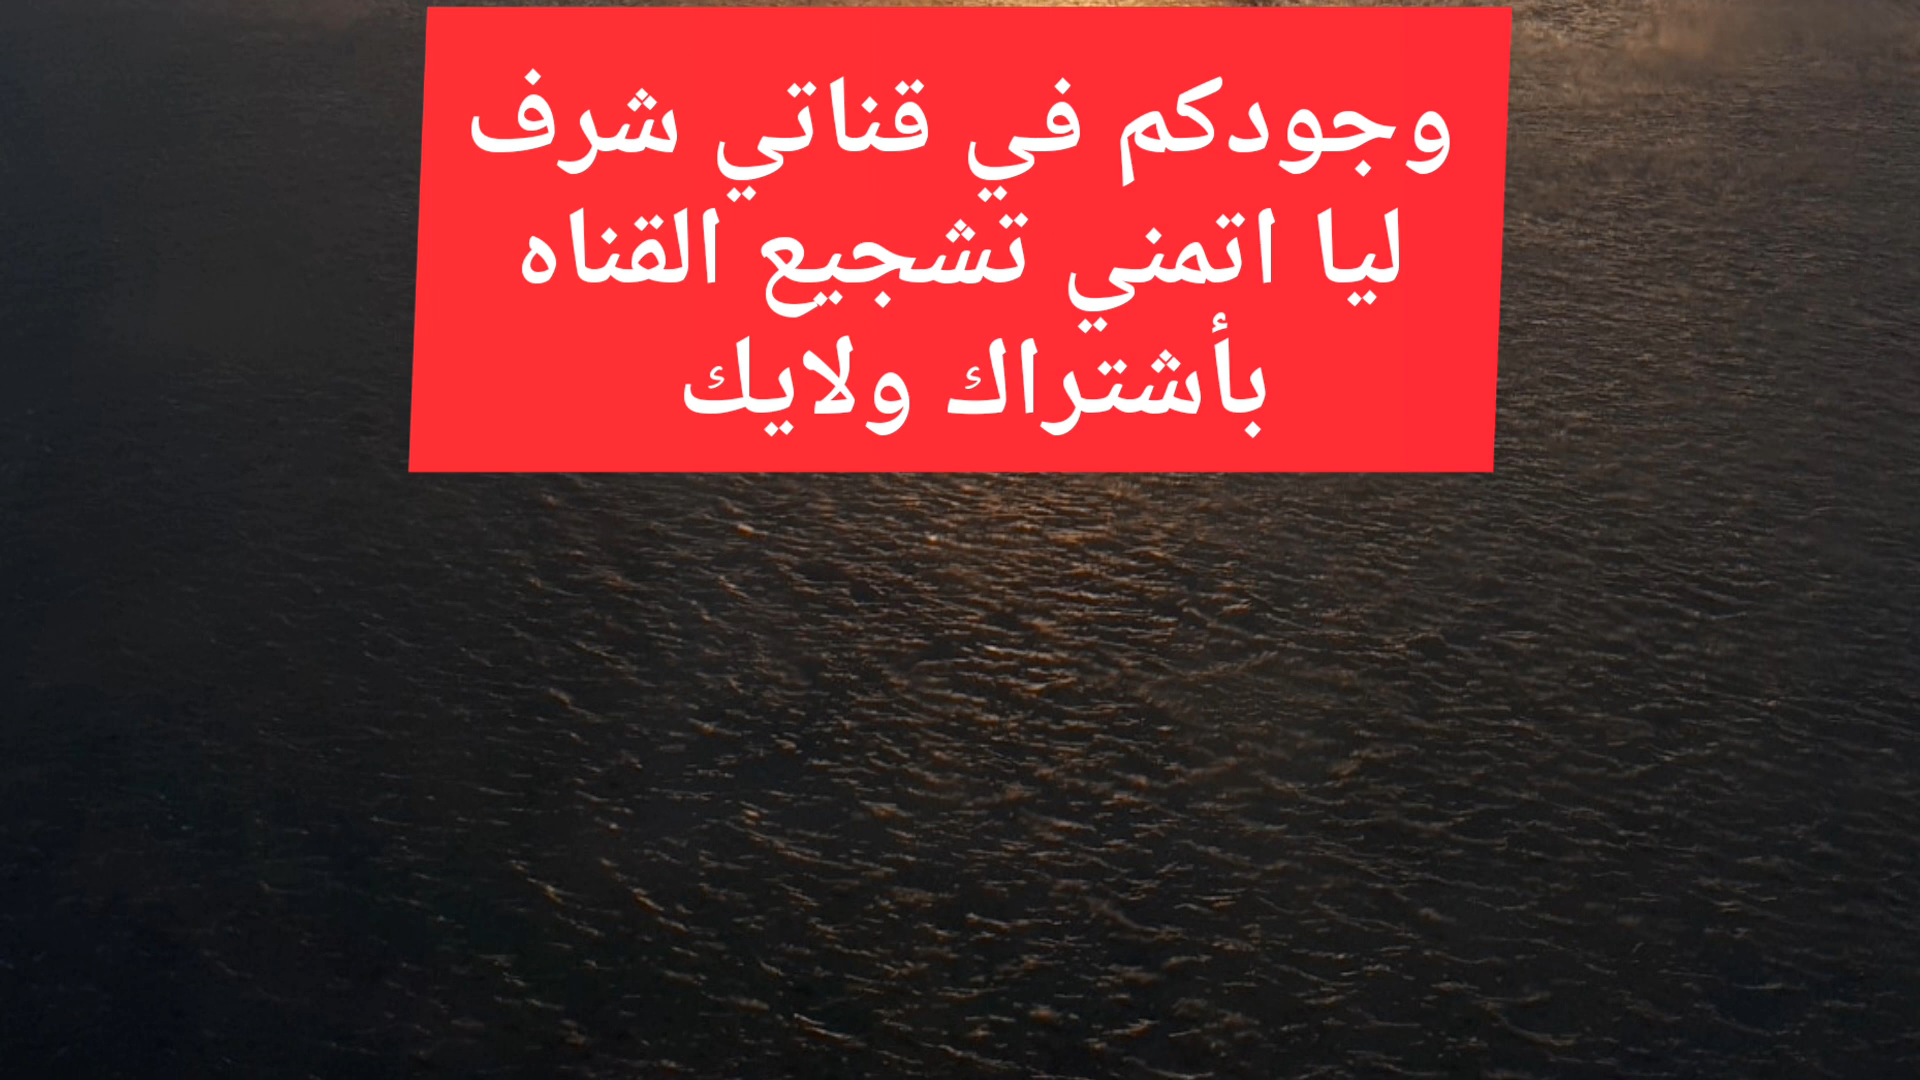 وجودكم في قناتي شرف
ليا اتمني تشجيع القناه
بأشتراك ولايك